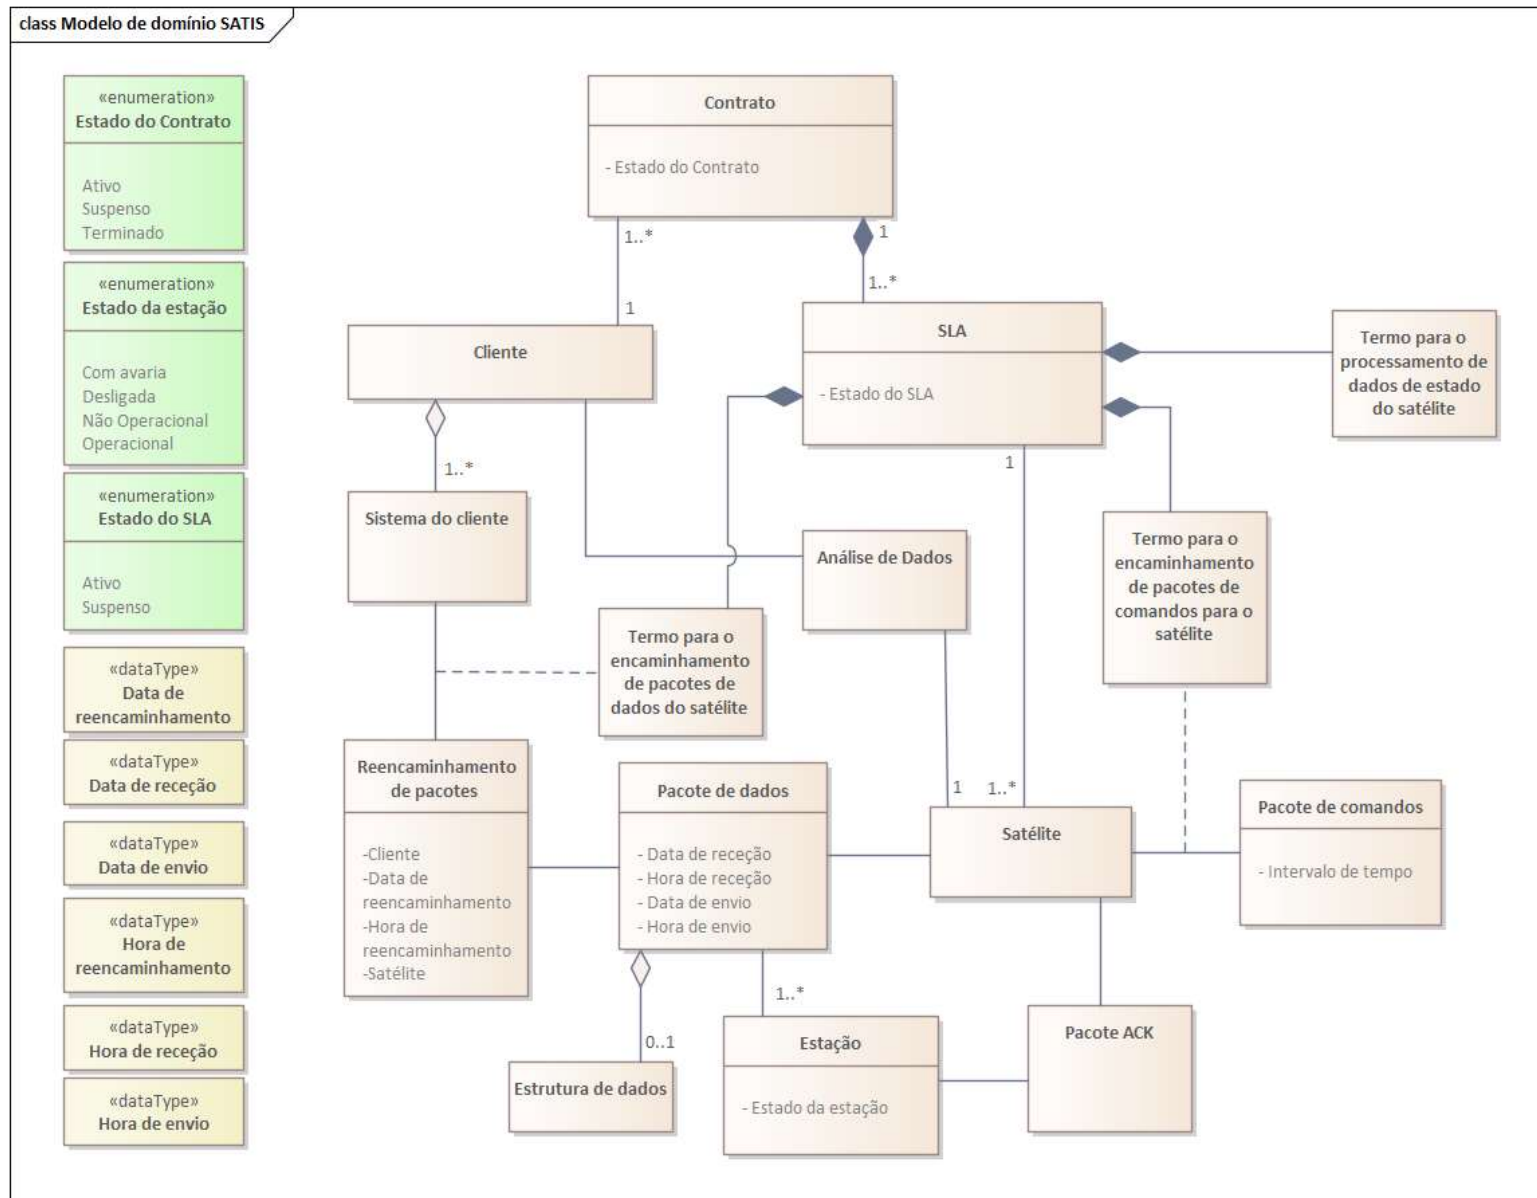 class Modelo de domínio SATIS
«enumeration»
Estado do Contrato
Ativo
Suspenso
Terminado
«enumeration»
Estado da estação
Com avaria
Desligada
Não Operacional
Operacional
«enumeration»
Estado do SLA
Ativo
Suspenso
«dataType»
Data de
reencaminhamento
«dataType»
Data de receção
«dataType»
Data de envio
«dataType»
Hora de
reencaminhamento
«dataType»
Hora de receção
«dataType»
Hora de envio
Contrato
- Estado do Contrato
1..*
1
1
1..*
Cliente
SLA
- Estado do SLA
Termo para o
processamento de
dados de estado
do satélite
1..*
1
Sistema do cliente
Análise de Dados
Termo para o
encaminhamento
de pacotes de
comandos para o
satélite
Termo para o
encaminhamento
de pacotes de
dados do satélite
Reencaminhamento
de pacotes
-Cliente
-Data de
reencaminhamento
-Hora de
reencaminhamento
-Satélite
Pacote de dados
- Data de receção
- Hora de receção
- Data de envio
- Hora de envio
1
1..*
Satélite
Pacote de comandos
- Intervalo de tempo
1..*
0..1
Estrutura de dados
Estação
- Estado da estação
Pacote ACK